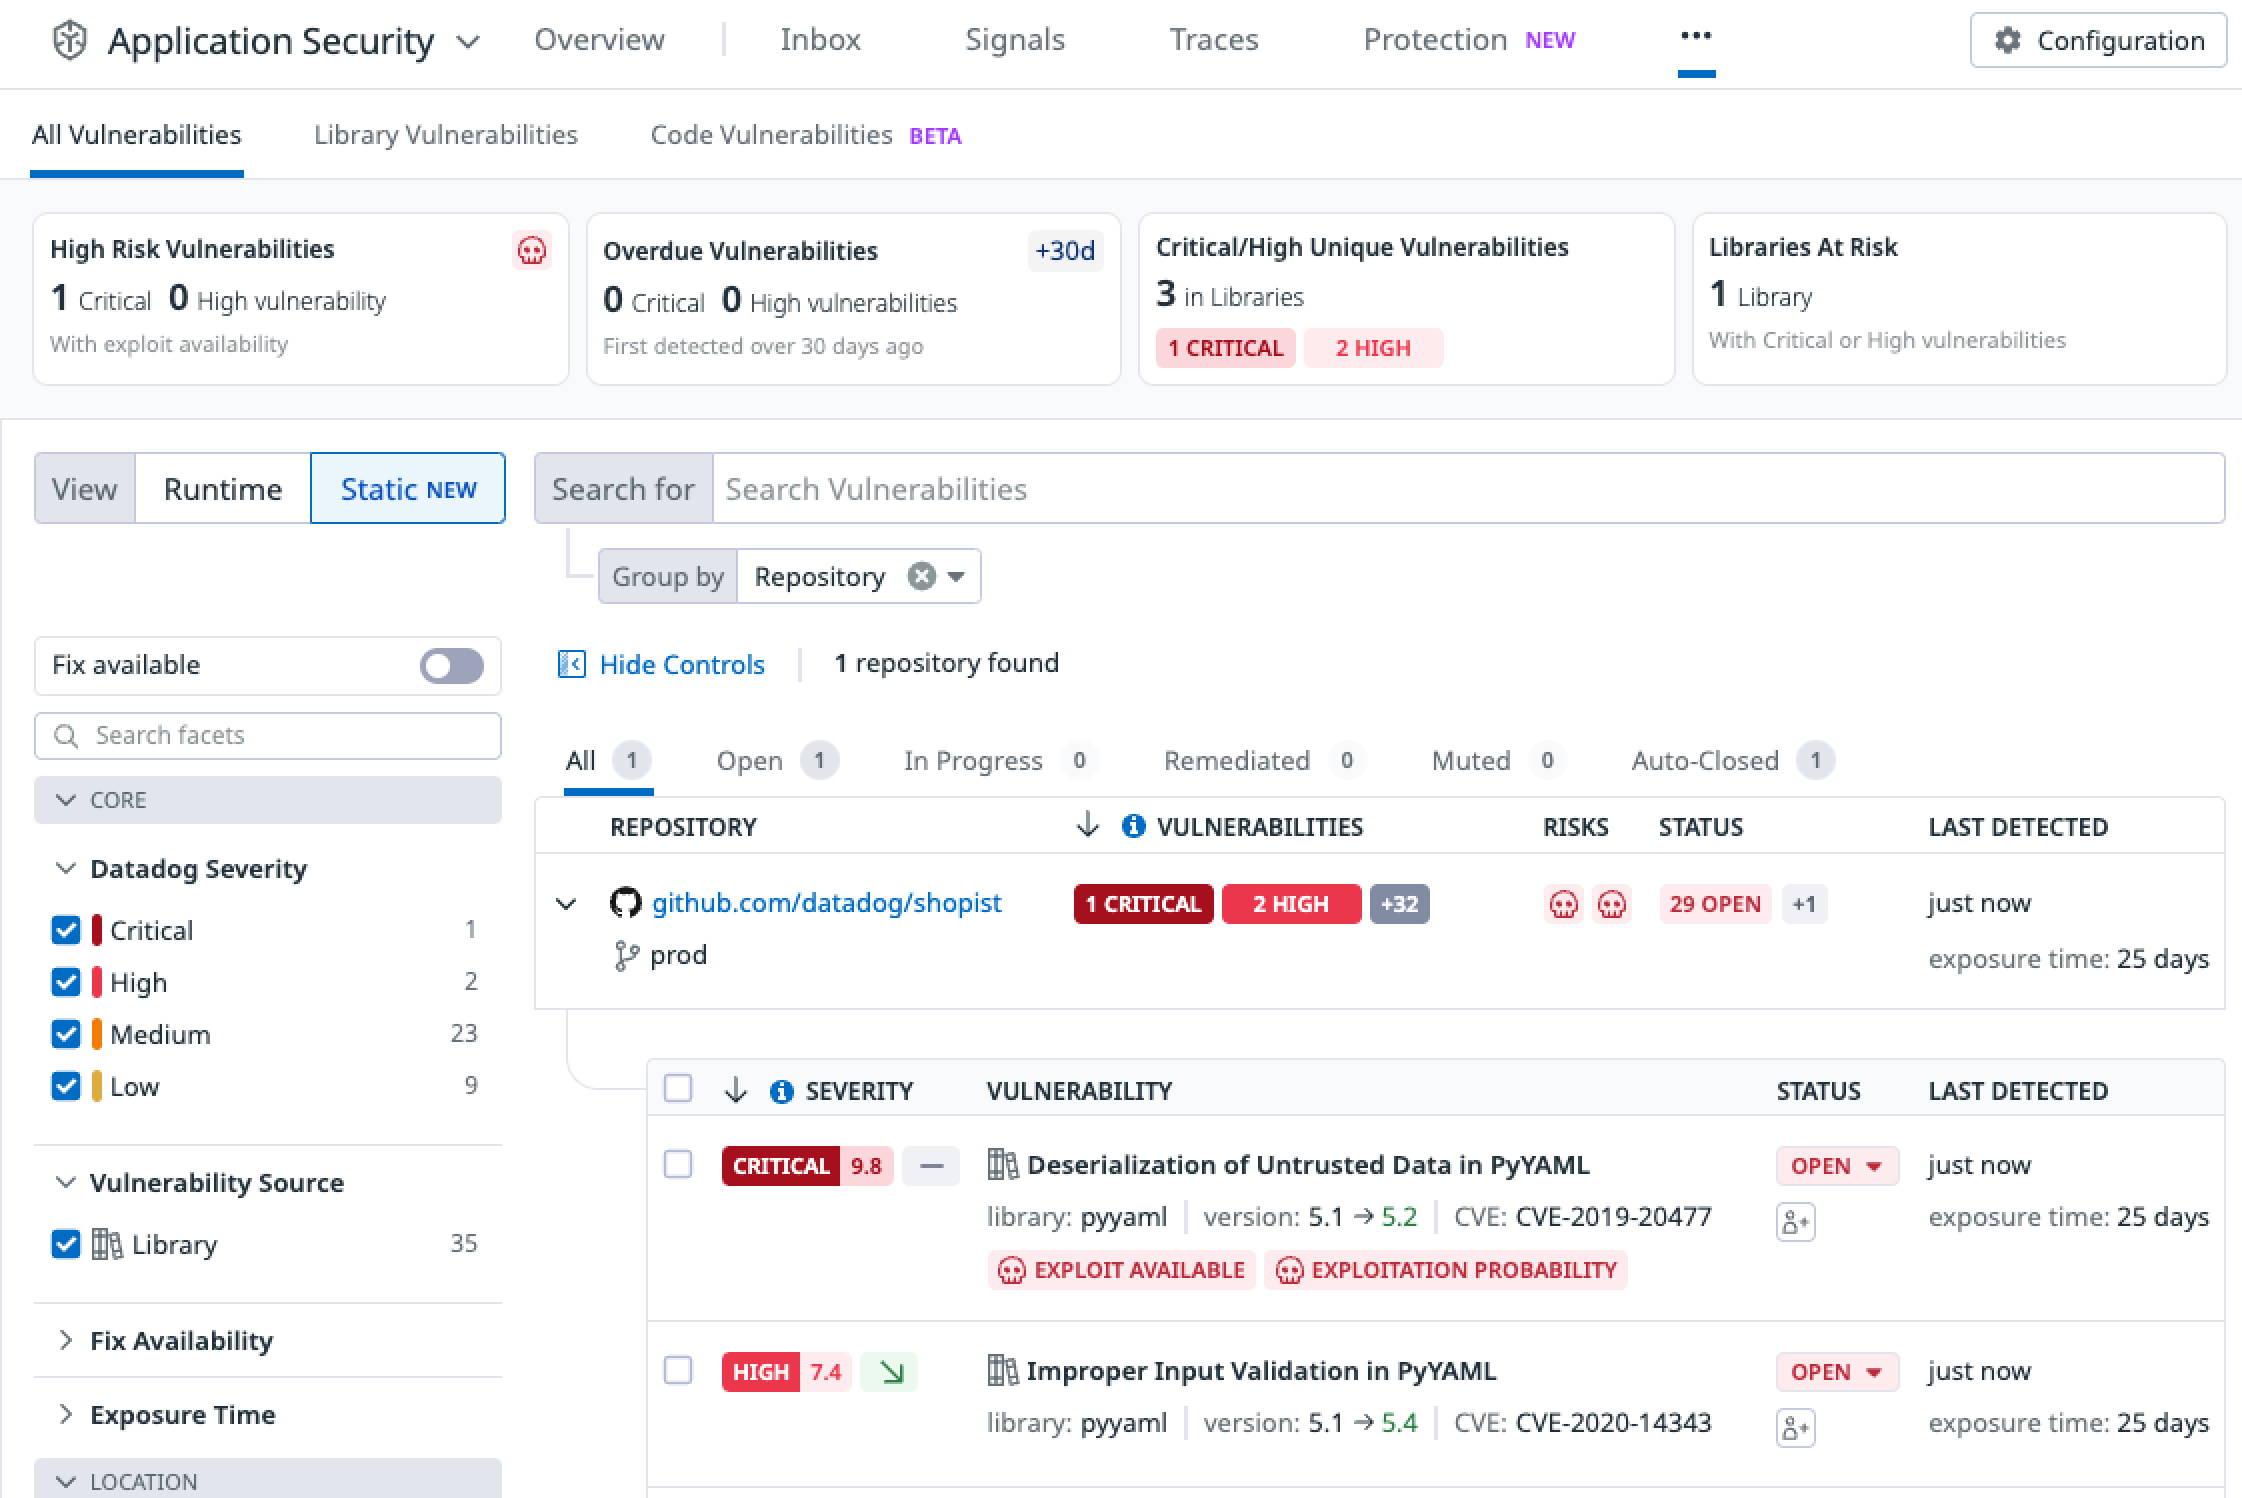 Application Security Overview Inbox Signals Traces Protection NEW ••• Configuration
All Vulnerabilities Library Vulnerabilities Code Vulnerabilities BETA
High Risk Vulnerabilities
1 Critical 0 High vulnerability
With exploit availability
Overdue Vulnerabilities +30d
0 Critical 0 High vulnerabilities
First detected over 30 days ago
Critical/High Unique Vulnerabilities
3 in Libraries
1 CRITICAL 2 HIGH
Libraries At Risk
1 Library
With Critical or High vulnerabilities
View Runtime Static NEW
Search for Search Vulnerabilities
Group by Repository
Fix available
Search facets
CORE
Datadog Severity
Critical 1
High 2
Medium 23
Low 9
Vulnerability Source
Library 35
Fix Availability
Exposure Time
LOCATION
Hide Controls 1 repository found
All 1 Open 1 In Progress 0 Remediated 0 Muted 0 Auto-Closed 1
REPOSITORY VULNERABILITIES RISKS STATUS LAST DETECTED
github.com/datadog/shopist 1 CRITICAL 2 HIGH +32 29 OPEN +1 just now
prod exposure time: 25 days
SEVERITY VULNERABILITY STATUS LAST DETECTED
CRITICAL 9.8 — Deserialization of Untrusted Data in PyYAML OPEN just now
library: pyyaml version: 5.1 → 5.2 CVE: CVE-2019-20477 exposure time: 25 days
EXPLOIT AVAILABLE EXPLOITATION PROBABILITY
HIGH 7.4 Improper Input Validation in PyYAML OPEN just now
library: pyyaml version: 5.1 → 5.4 CVE: CVE-2020-14343 exposure time: 25 days